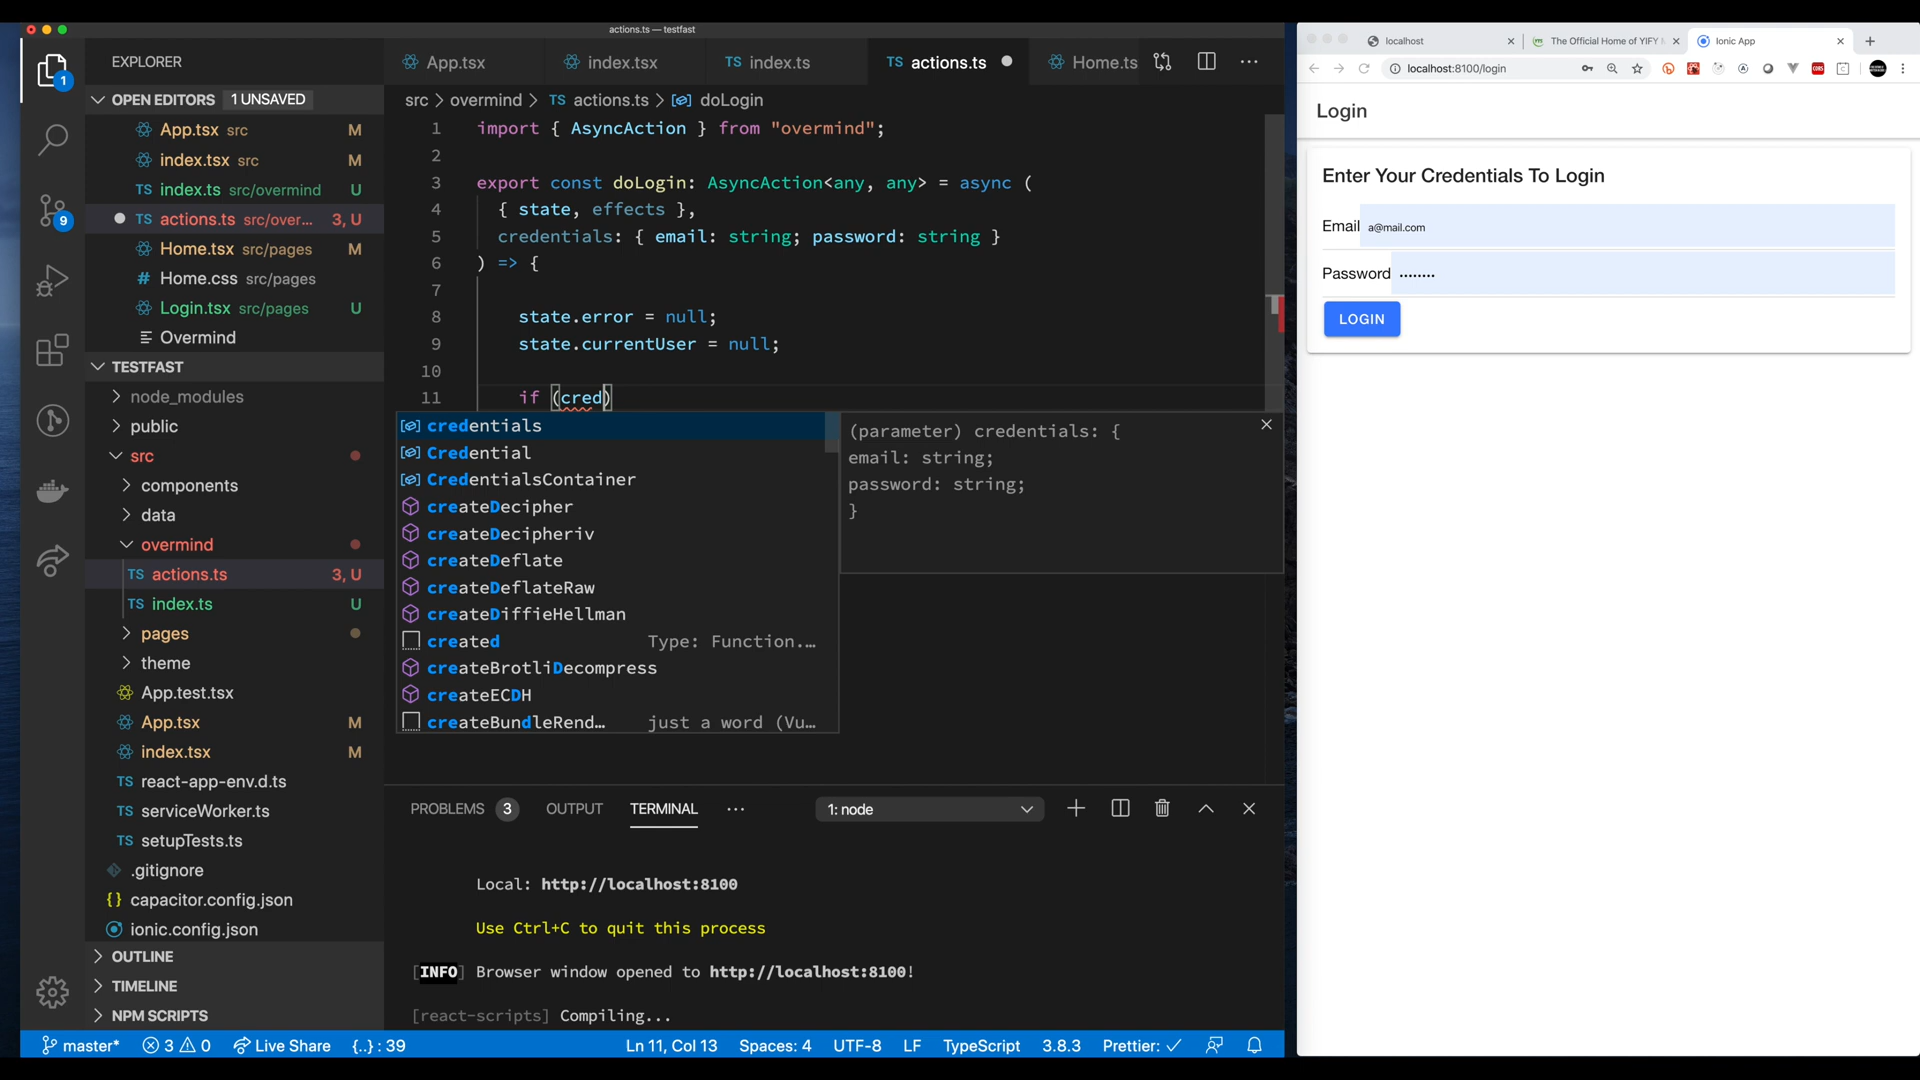 actions.ts — testfast
EXPLORER
OPEN EDITORS 1 UNSAVED
App.tsx src M
index.tsx src M
TS index.ts src/overmind U
TS actions.ts src/over... 3, U
Home.tsx src/pages M
# Home.css src/pages
Login.tsx src/pages U
Overmind
TESTFAST
node_modules
public
src
components
data
overmind
TS actions.ts 3, U
TS index.ts U
pages
theme
App.test.tsx
App.tsx M
index.tsx M
TS react-app-env.d.ts
TS serviceWorker.ts
TS setupTests.ts
.gitignore
{} capacitor.config.json
ionic.config.json
OUTLINE
TIMELINE
NPM SCRIPTS
1
9
App.tsx index.tsx TS index.ts TS actions.ts Home.ts
src > overmind > TS actions.ts > doLogin
1 import { AsyncAction } from "overmind";
2
3 export const doLogin: AsyncAction<any, any> = async (
4 { state, effects },
5 credentials: { email: string; password: string }
6 ) => {
7
8 state.error = null;
9 state.currentUser = null;
10
11 if (cred)
credentials
Credential
CredentialsContainer
createDecipher
createDecipheriv
createDeflate
createDeflateRaw
createDiffieHellman
created Type: Function.…
createBrotliDecompress
createECDH
createBundleRend… just a word (Vu…
(parameter) credentials: {
email: string;
password: string;
}
PROBLEMS 3 OUTPUT TERMINAL ··· 1: node
Local: http://localhost:8100
Use Ctrl+C to quit this process
[INFO] Browser window opened to http://localhost:8100!
[react-scripts] Compiling...
master* 3 0 Live Share {..} : 39 Ln 11, Col 13 Spaces: 4 UTF-8 LF TypeScript 3.8.3 Prettier: ✓
localhost The Official Home of YIFY Ionic App
localhost:8100/login
Login
Enter Your Credentials To Login
Email a@mail.com
Password ••••••••
LOGIN